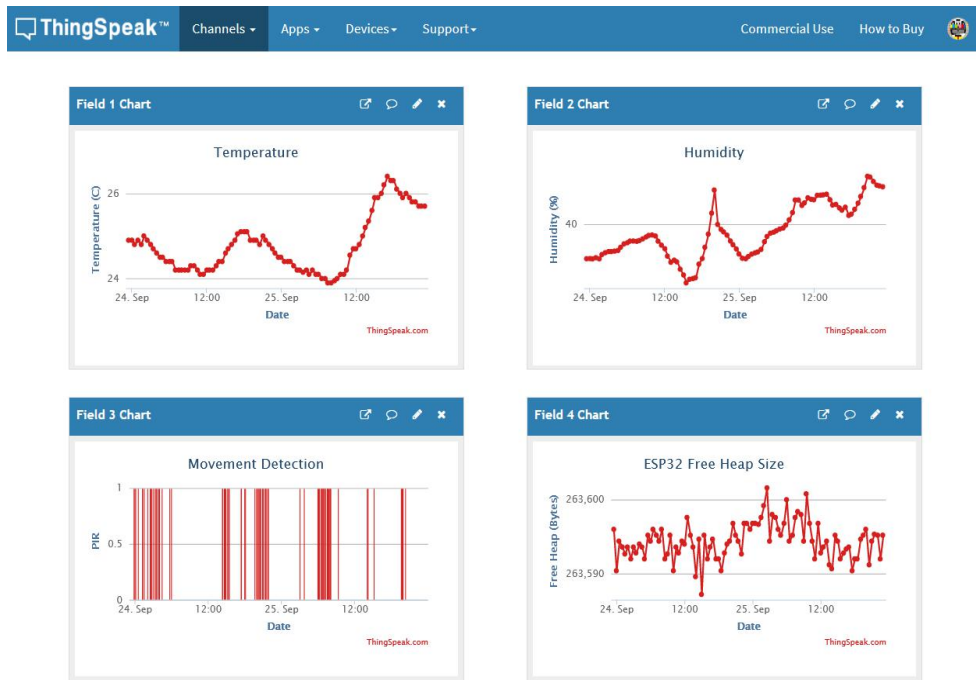 ThingSpeak™ Channels Apps Devices Support Commercial Use How to Buy
Field 1 Chart
Temperature
Temperature (C)
26
24
24. Sep 12:00 25. Sep 12:00
Date
ThingSpeak.com
Field 2 Chart
Humidity
Humidity (%)
40
24. Sep 12:00 25. Sep 12:00
Date
ThingSpeak.com
Field 3 Chart
Movement Detection
PIR
1
0.5
0
24. Sep 12:00 25. Sep 12:00
Date
ThingSpeak.com
Field 4 Chart
ESP32 Free Heap Size
Free Heap (Bytes)
263,600
263,590
24. Sep 12:00 25. Sep 12:00
Date
ThingSpeak.com